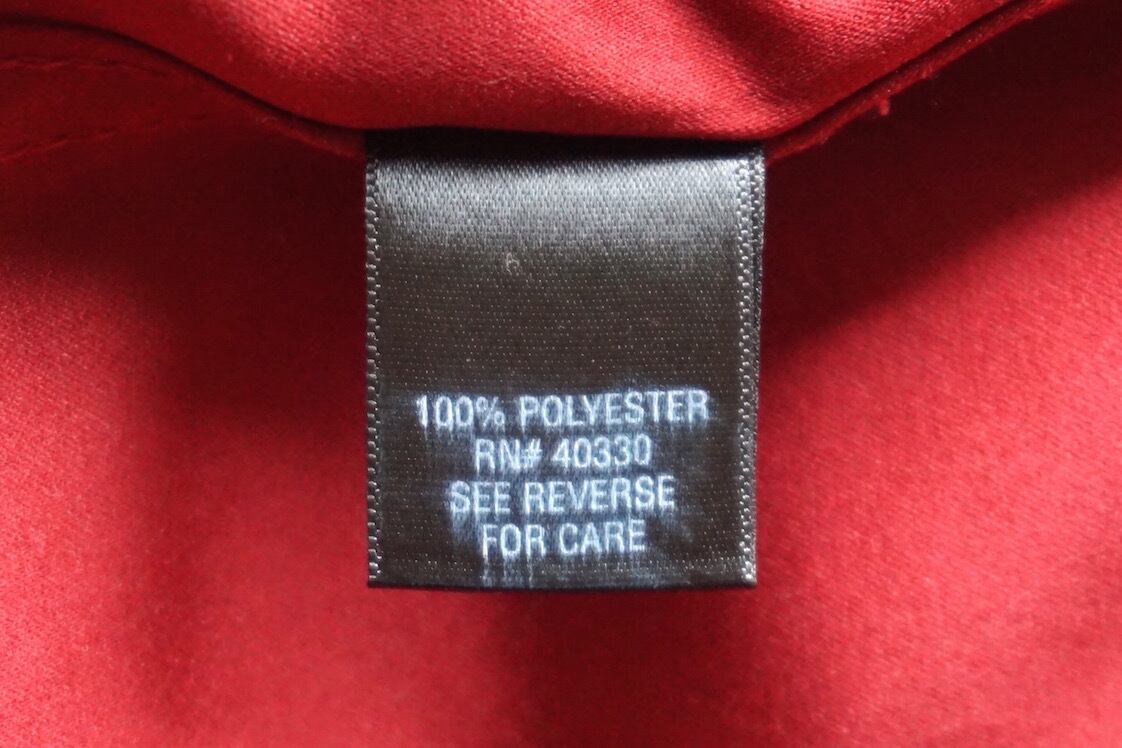 100% POLYESTER
RN# 40330
SEE REVERSE
FOR CARE